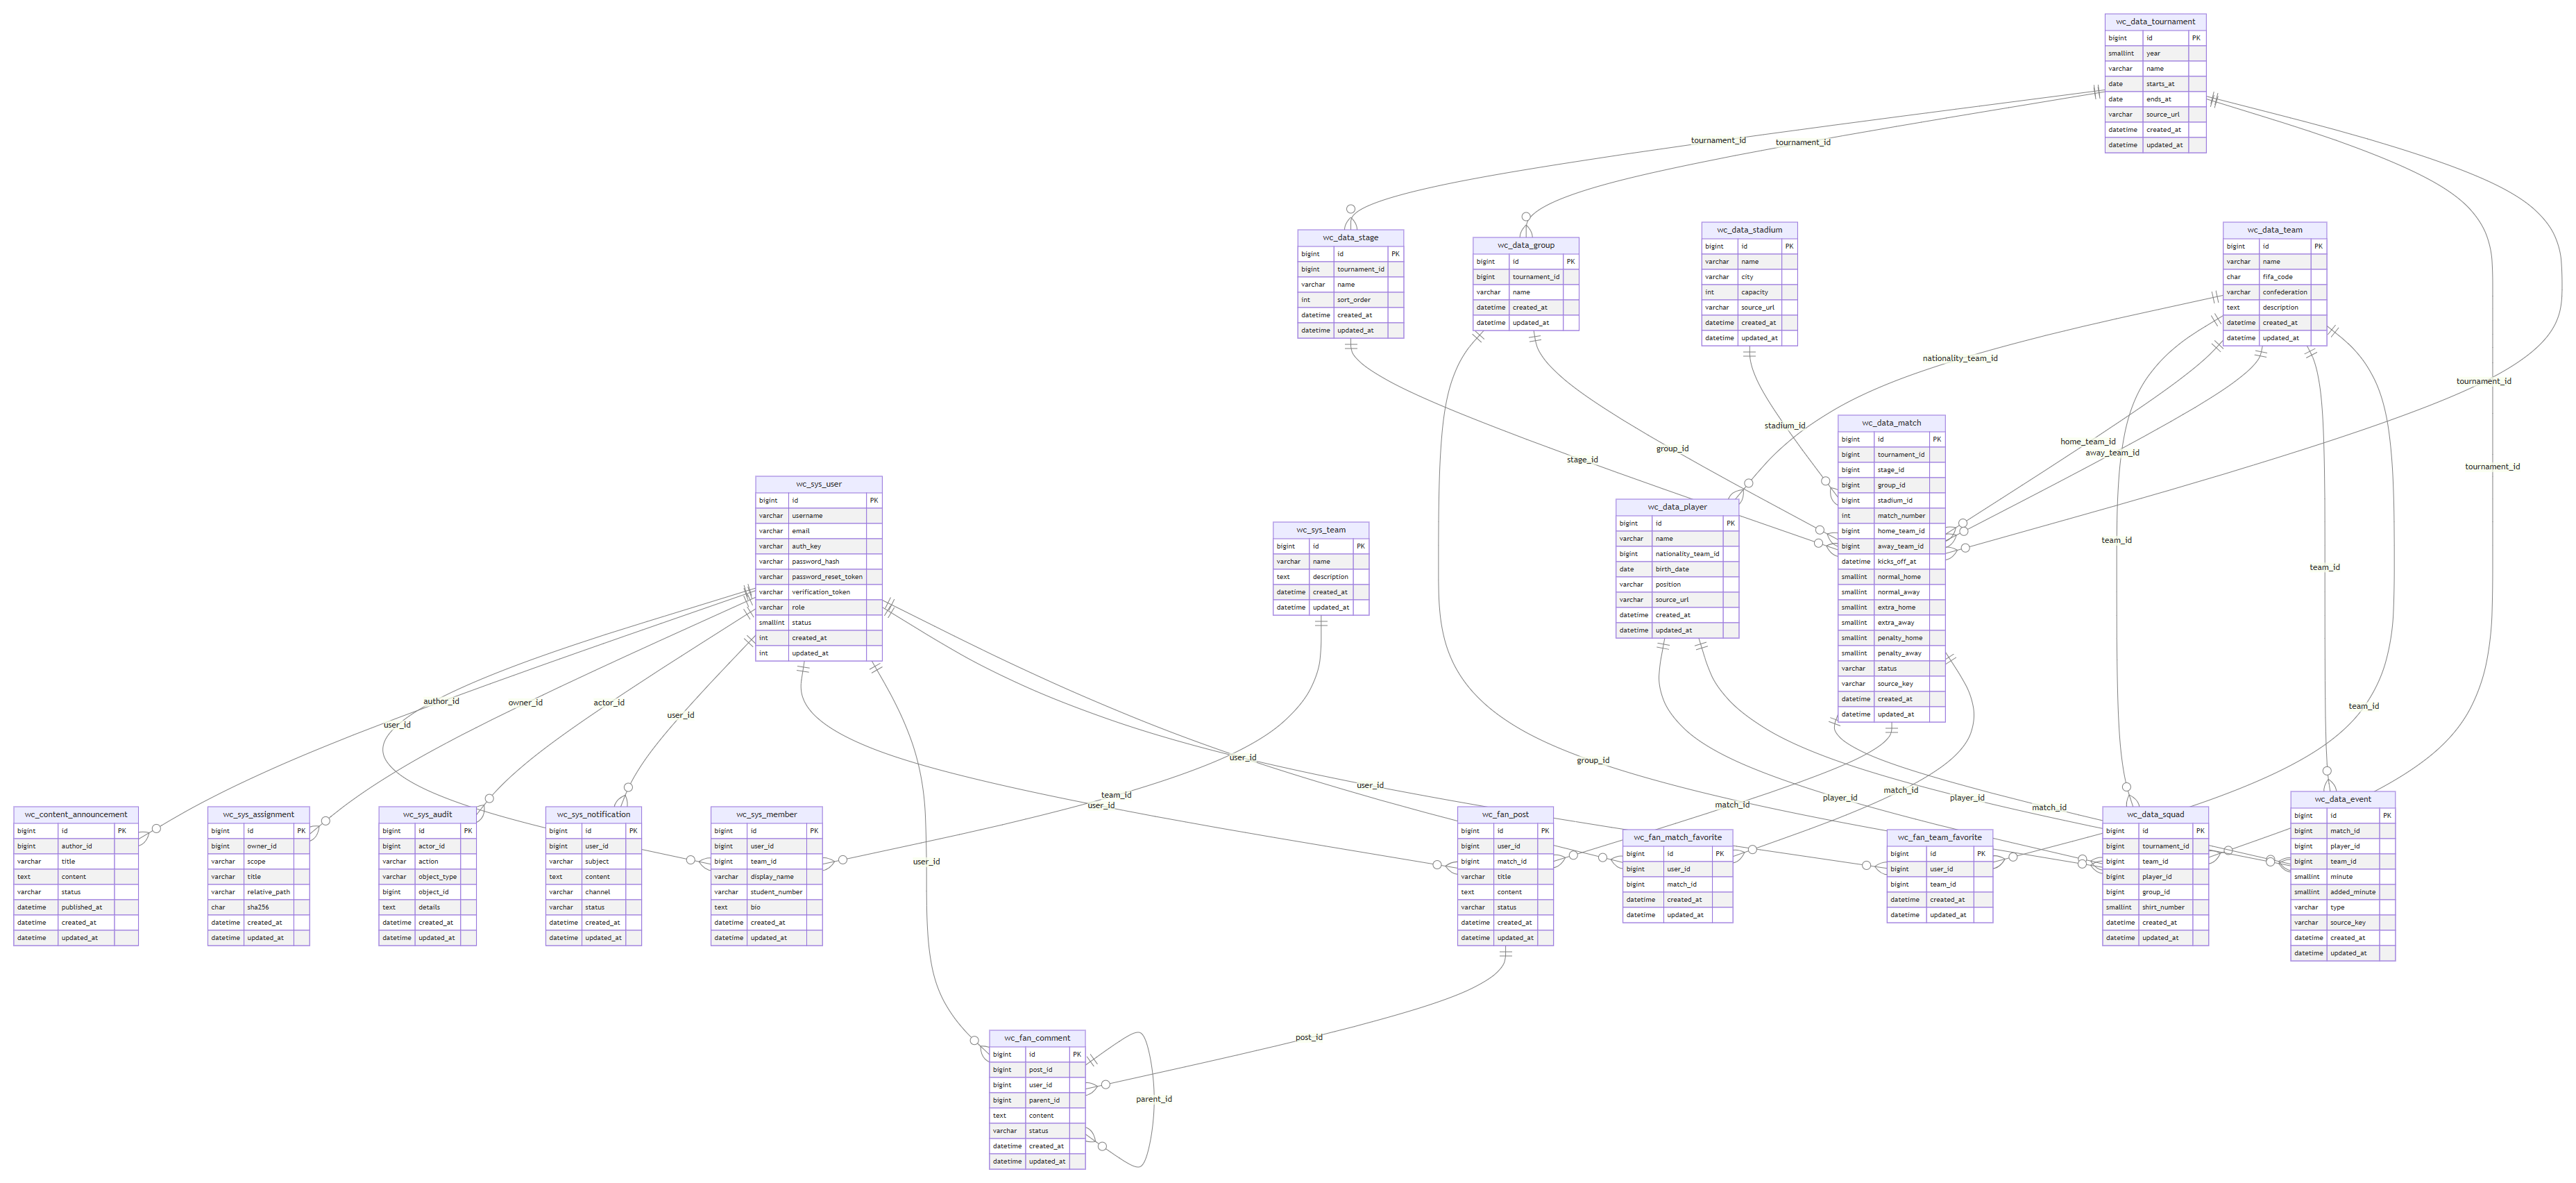 wc_data_tournament
bigint id PK
smallint year
varchar name
date starts_at
date ends_at
varchar source_url
datetime created_at
datetime updated_at
tournament_id
tournament_id
wc_data_stage
bigint id PK
bigint tournament_id
varchar name
int sort_order
datetime created_at
datetime updated_at
wc_data_group
bigint id PK
bigint tournament_id
varchar name
datetime created_at
datetime updated_at
wc_data_stadium
bigint id PK
varchar name
varchar city
int capacity
varchar source_url
datetime created_at
datetime updated_at
wc_data_team
bigint id PK
varchar name
char fifa_code
varchar confederation
text description
datetime created_at
datetime updated_at
nationality_team_id
tournament_id
stadium_id
home_team_id
group_id
away_team_id
stage_id
tournament_id
wc_data_match
bigint id PK
bigint tournament_id
bigint stage_id
bigint group_id
bigint stadium_id
int match_number
bigint home_team_id
bigint away_team_id
datetime kicks_off_at
smallint normal_home
smallint normal_away
smallint extra_home
smallint extra_away
smallint penalty_home
smallint penalty_away
varchar status
varchar source_key
datetime created_at
datetime updated_at
wc_sys_user
bigint id PK
varchar username
varchar email
varchar auth_key
varchar password_hash
varchar password_reset_token
varchar verification_token
varchar role
smallint status
int created_at
int updated_at
wc_sys_team
bigint id PK
varchar name
text description
datetime created_at
datetime updated_at
wc_data_player
bigint id PK
varchar name
bigint nationality_team_id
date birth_date
varchar position
varchar source_url
datetime created_at
datetime updated_at
team_id
team_id
author_id
owner_id
actor_id
team_id
user_id
user_id
user_id
group_id
user_id
match_id
team_id
player_id
player_id
user_id
match_id
match_id
wc_content_announcement
bigint id PK
bigint author_id
varchar title
text content
varchar status
datetime published_at
datetime created_at
datetime updated_at
wc_sys_assignment
bigint id PK
bigint owner_id
varchar scope
varchar title
varchar relative_path
char sha256
datetime created_at
datetime updated_at
wc_sys_audit
bigint id PK
bigint actor_id
varchar action
varchar object_type
bigint object_id
text details
datetime created_at
datetime updated_at
wc_sys_notification
bigint id PK
bigint user_id
varchar subject
text content
varchar channel
varchar status
datetime created_at
datetime updated_at
wc_sys_member
bigint id PK
bigint user_id
bigint team_id
varchar display_name
varchar student_number
text bio
datetime created_at
datetime updated_at
wc_fan_post
bigint id PK
bigint user_id
bigint match_id
varchar title
text content
varchar status
datetime created_at
datetime updated_at
wc_fan_match_favorite
bigint id PK
bigint user_id
bigint match_id
datetime created_at
datetime updated_at
wc_fan_team_favorite
bigint id PK
bigint user_id
bigint team_id
datetime created_at
datetime updated_at
wc_data_squad
bigint id PK
bigint tournament_id
bigint team_id
bigint player_id
bigint group_id
smallint shirt_number
datetime created_at
datetime updated_at
wc_data_event
bigint id PK
bigint match_id
bigint player_id
bigint team_id
smallint minute
smallint added_minute
varchar type
varchar source_key
datetime created_at
datetime updated_at
user_id
post_id
wc_fan_comment
bigint id PK
bigint post_id
bigint user_id
bigint parent_id
text content
varchar status
datetime created_at
datetime updated_at
parent_id